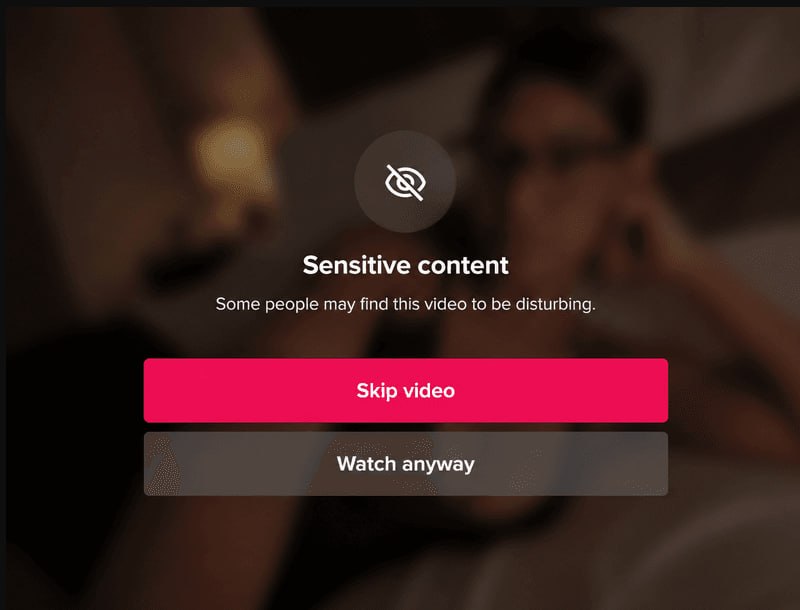 Sensitive content
Some people may find this video to be disturbing.
Skip video
Watch anyway